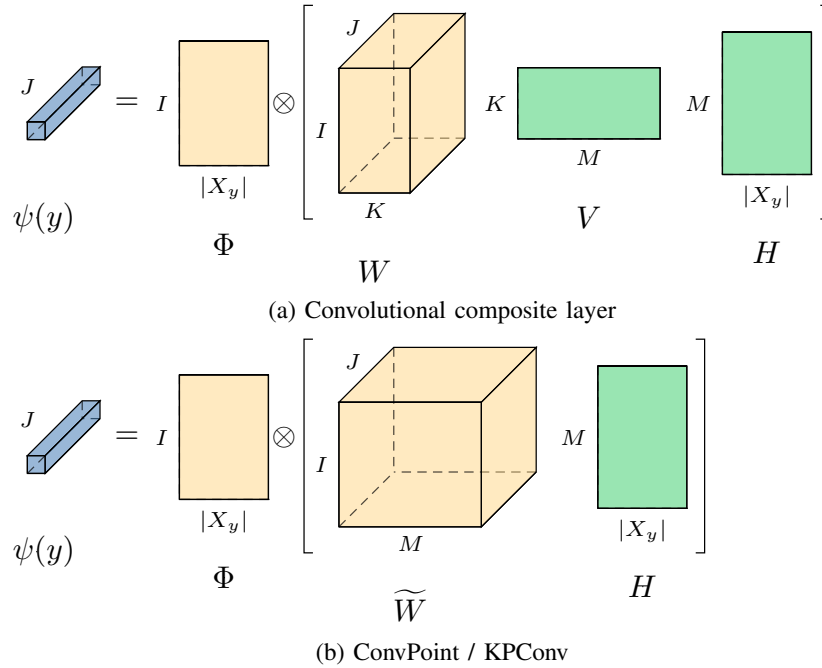 J = I ⊗ J I K K M M
|X_y| M |X_y|
ψ(y) Φ W V H
(a) Convolutional composite layer
J = I ⊗ J I M M
|X_y| |X_y|
ψ(y) Φ W̃ H
(b) ConvPoint / KPConv